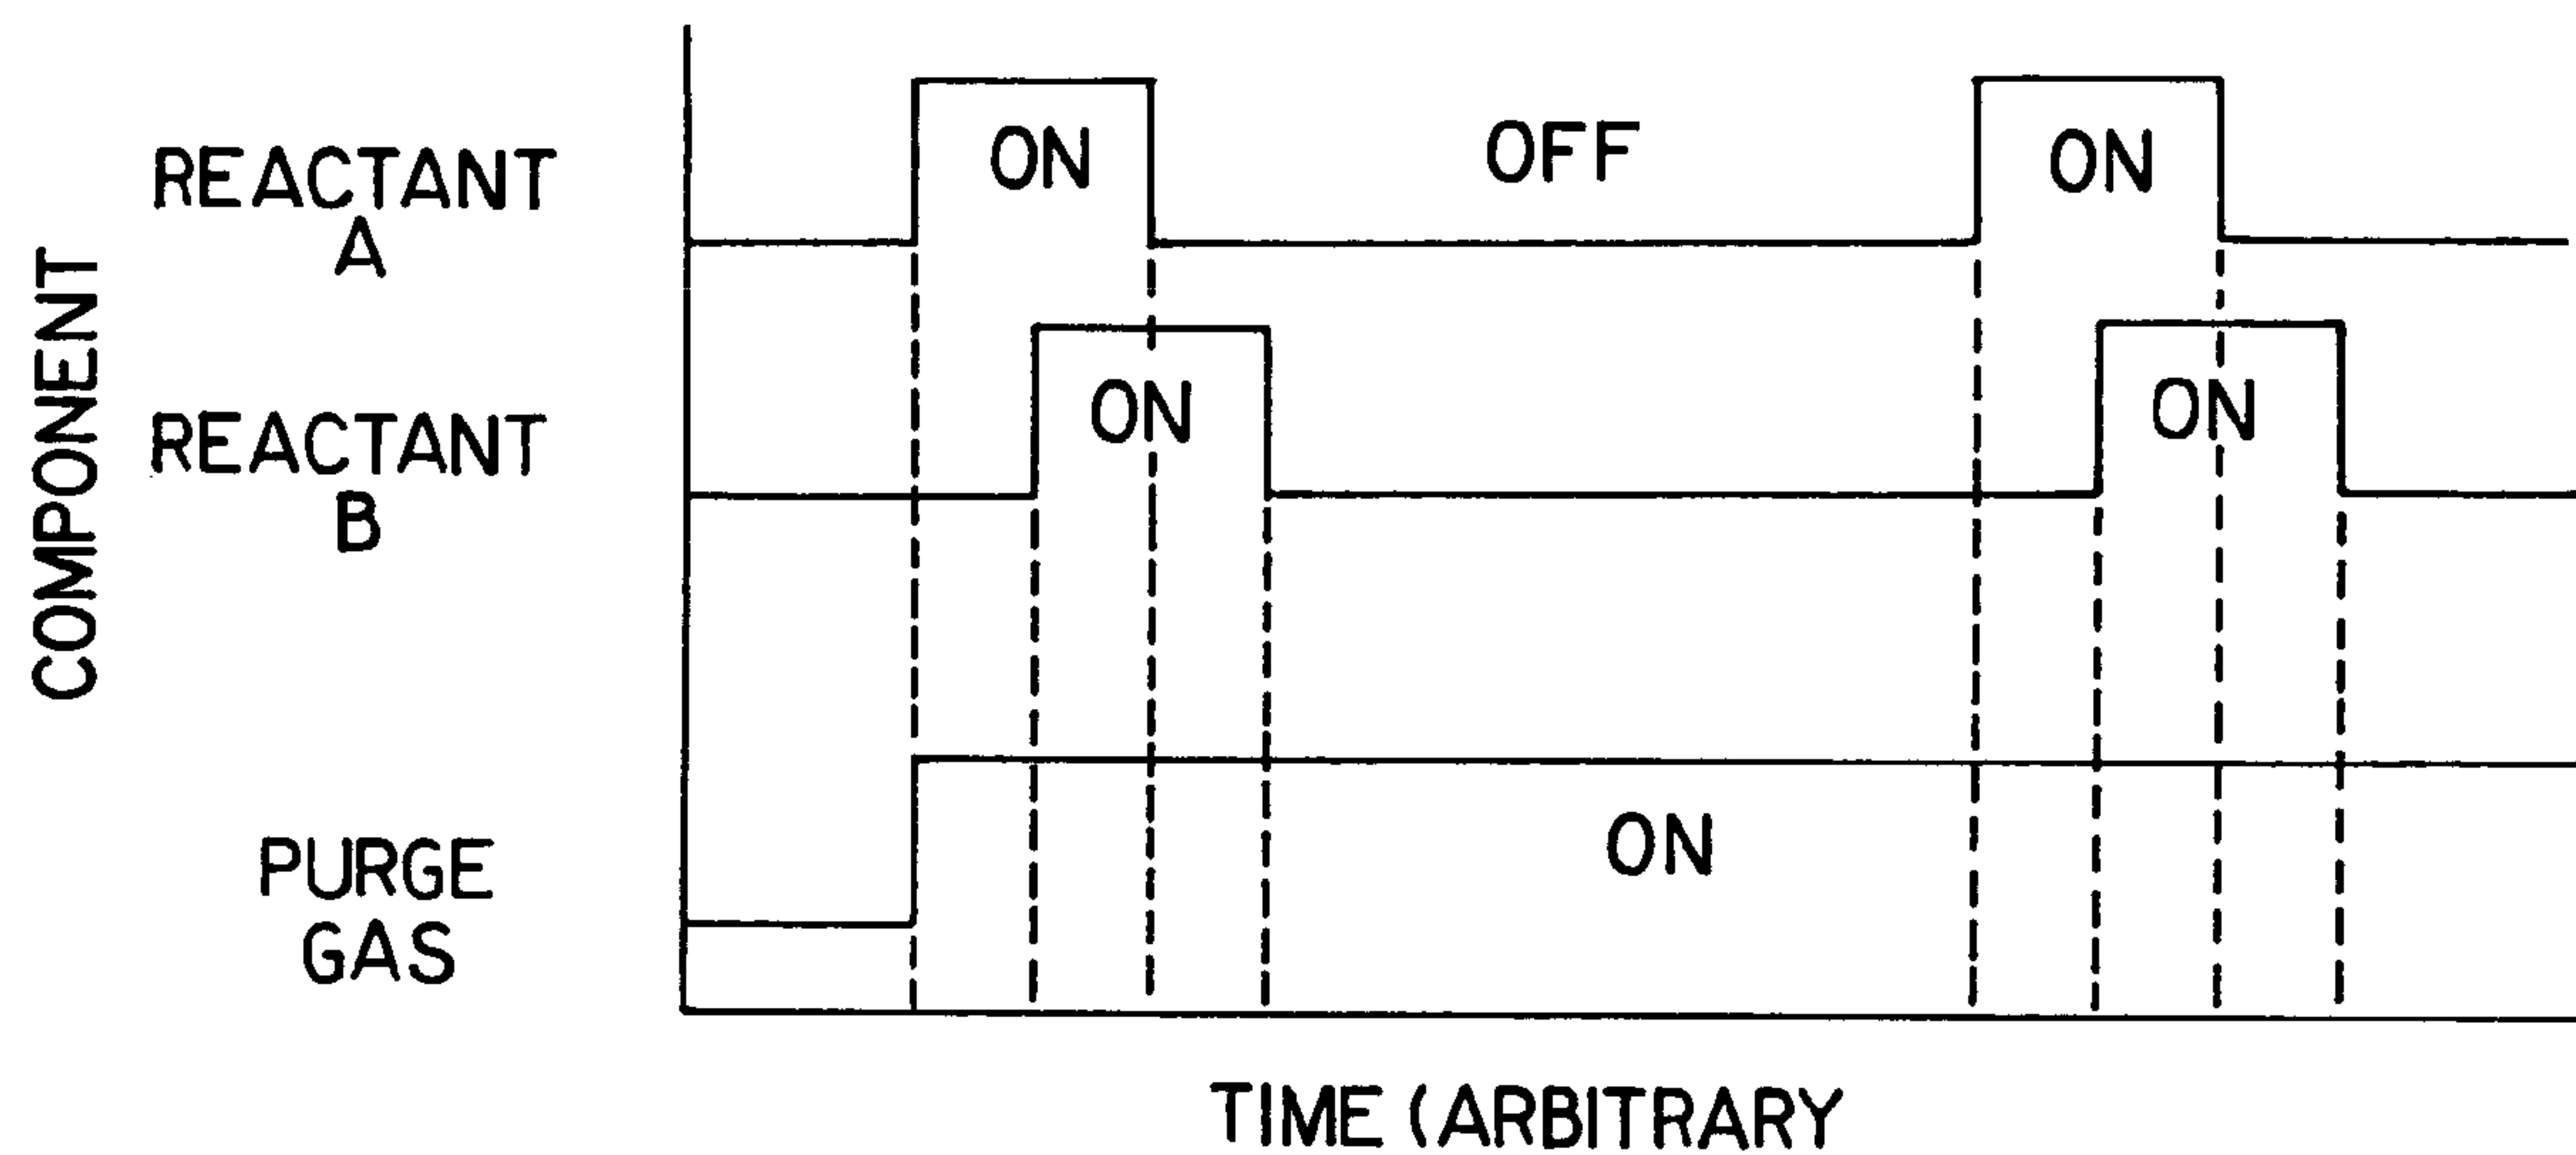 COMPONENT
REACTANT
A
ON
OFF
ON
REACTANT
B
ON
ON
PURGE
GAS
ON
TIME (ARBITRARY